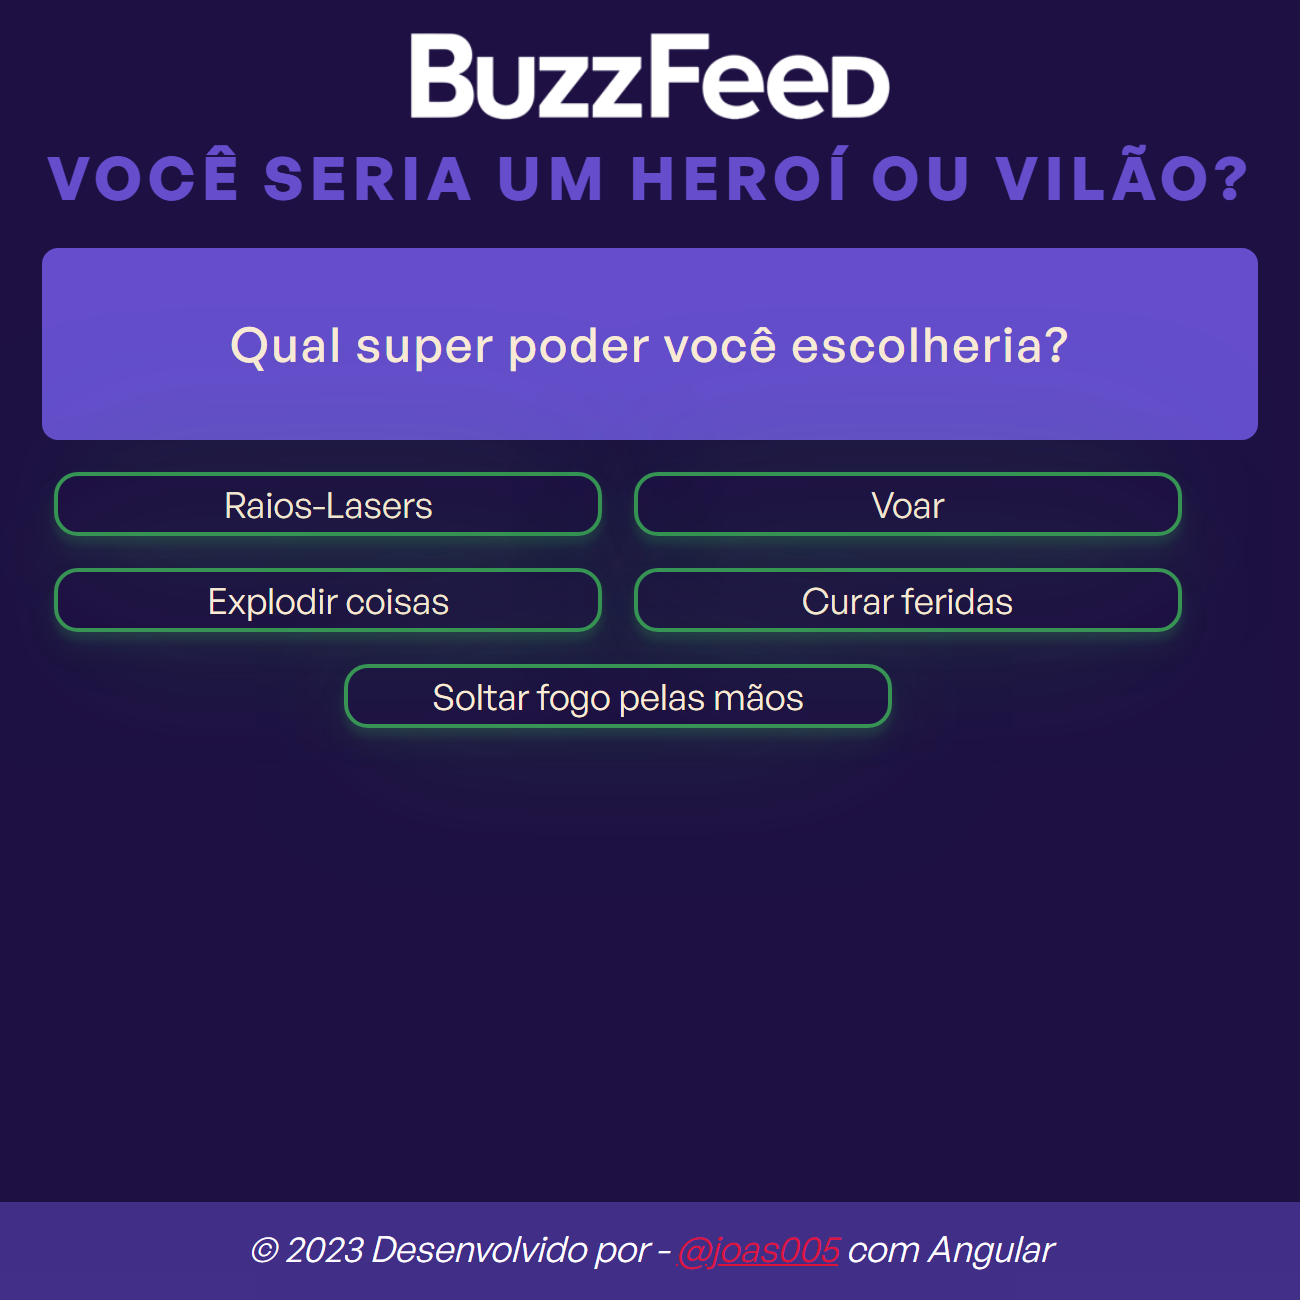 BuzzFeed
VOCÊ SERIA UM HEROÍ OU VILÃO?
Qual super poder você escolheria?
Raios-Lasers
Voar
Explodir coisas
Curar feridas
Soltar fogo pelas mãos
© 2023 Desenvolvido por - @joas005 com Angular